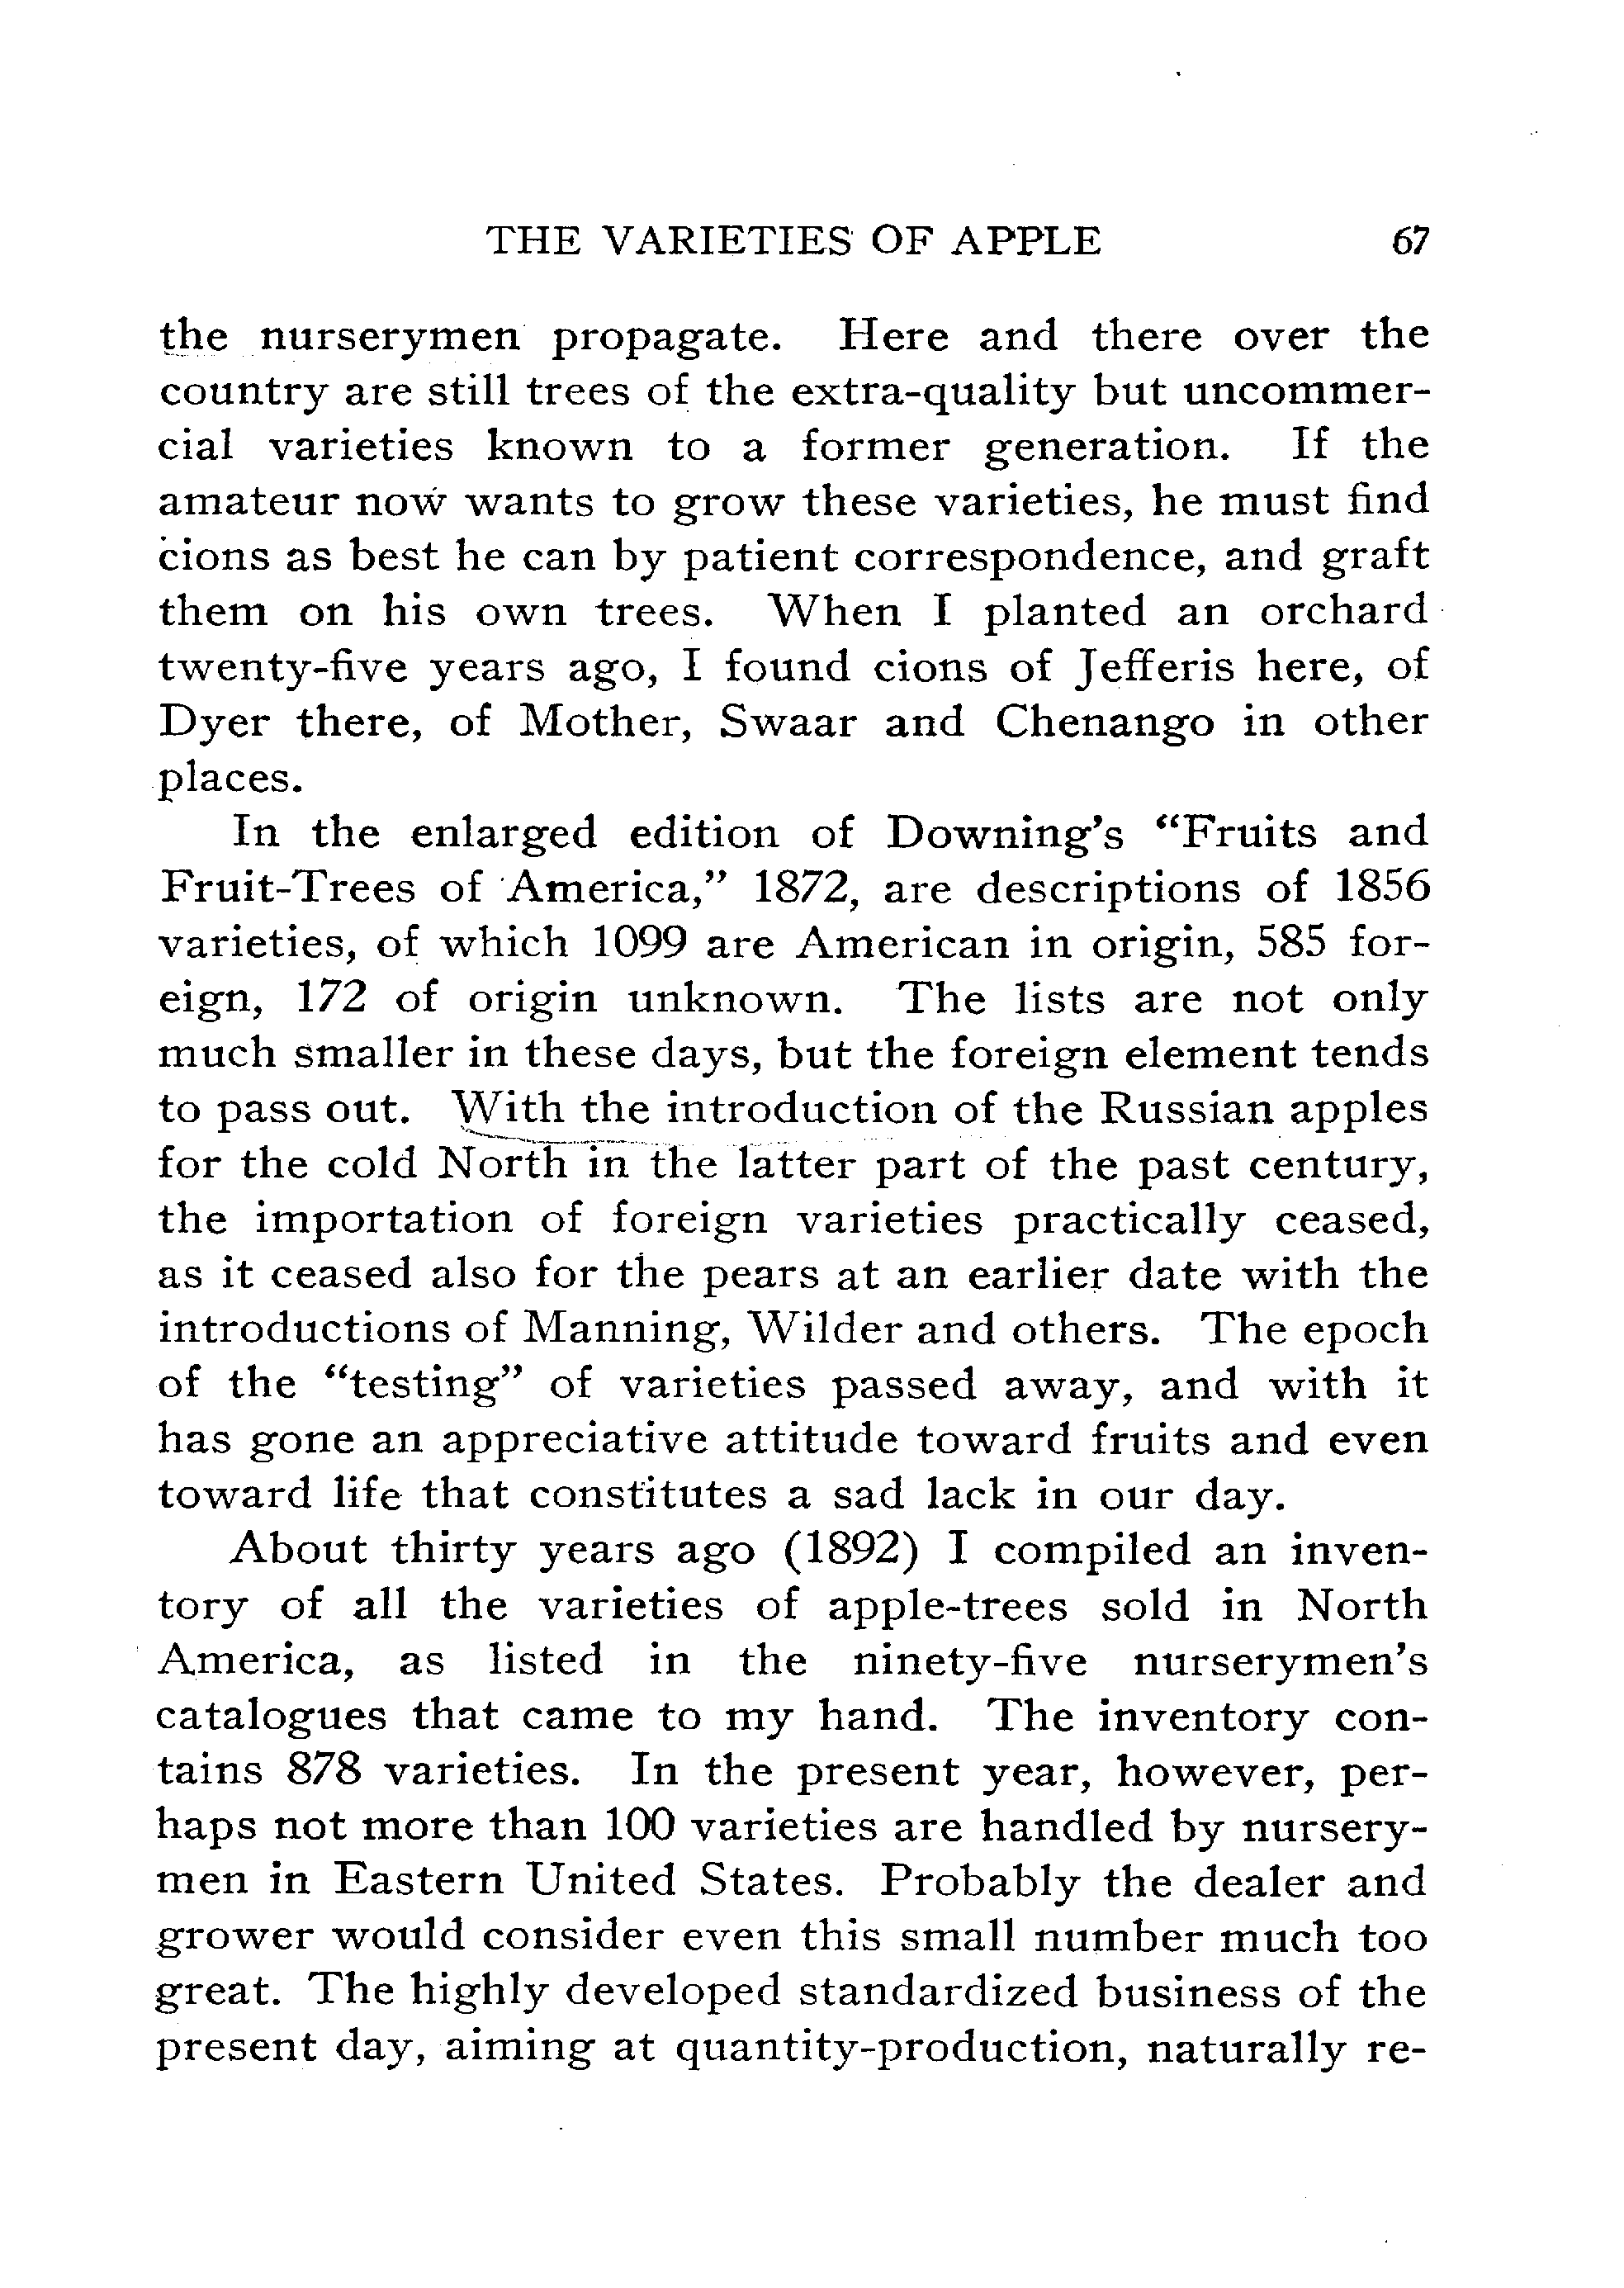 THE VARIETIES OF APPLE 67
the nurserymen propagate. Here and there over the
country are still trees of the extra-quality but uncommer-
cial varieties known to a former generation. If the
amateur now wants to grow these varieties, he must find
cions as best he can by patient correspondence, and graft
them on his own trees. When I planted an orchard
twenty-five years ago, I found cions of Jefferis here, of
Dyer there, of Mother, Swaar and Chenango in other
places.
In the enlarged edition of Downing's “Fruits and
Fruit-Trees of America,” 1872, are descriptions of 1856
varieties, of which 1099 are American in origin, 585 for-
eign, 172 of origin unknown. The lists are not only
much smaller in these days, but the foreign element tends
to pass out. With the introduction of the Russian apples
for the cold North in the latter part of the past century,
the importation of foreign varieties practically ceased,
as it ceased also for the pears at an earlier date with the
introductions of Manning, Wilder and others. The epoch
of the “testing” of varieties passed away, and with it
has gone an appreciative attitude toward fruits and even
toward life that constitutes a sad lack in our day.
About thirty years ago (1892) I compiled an inven-
tory of all the varieties of apple-trees sold in North
America, as listed in the ninety-five nurserymen's
catalogues that came to my hand. The inventory con-
tains 878 varieties. In the present year, however, per-
haps not more than 100 varieties are handled by nursery-
men in Eastern United States. Probably the dealer and
grower would consider even this small number much too
great. The highly developed standardized business of the
present day, aiming at quantity-production, naturally re-